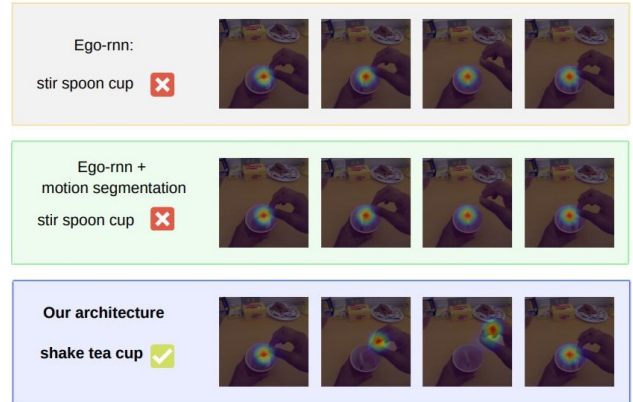 Ego-rnn:
stir spoon cup
Ego-rnn +
motion segmentation
stir spoon cup
Our architecture
shake tea cup